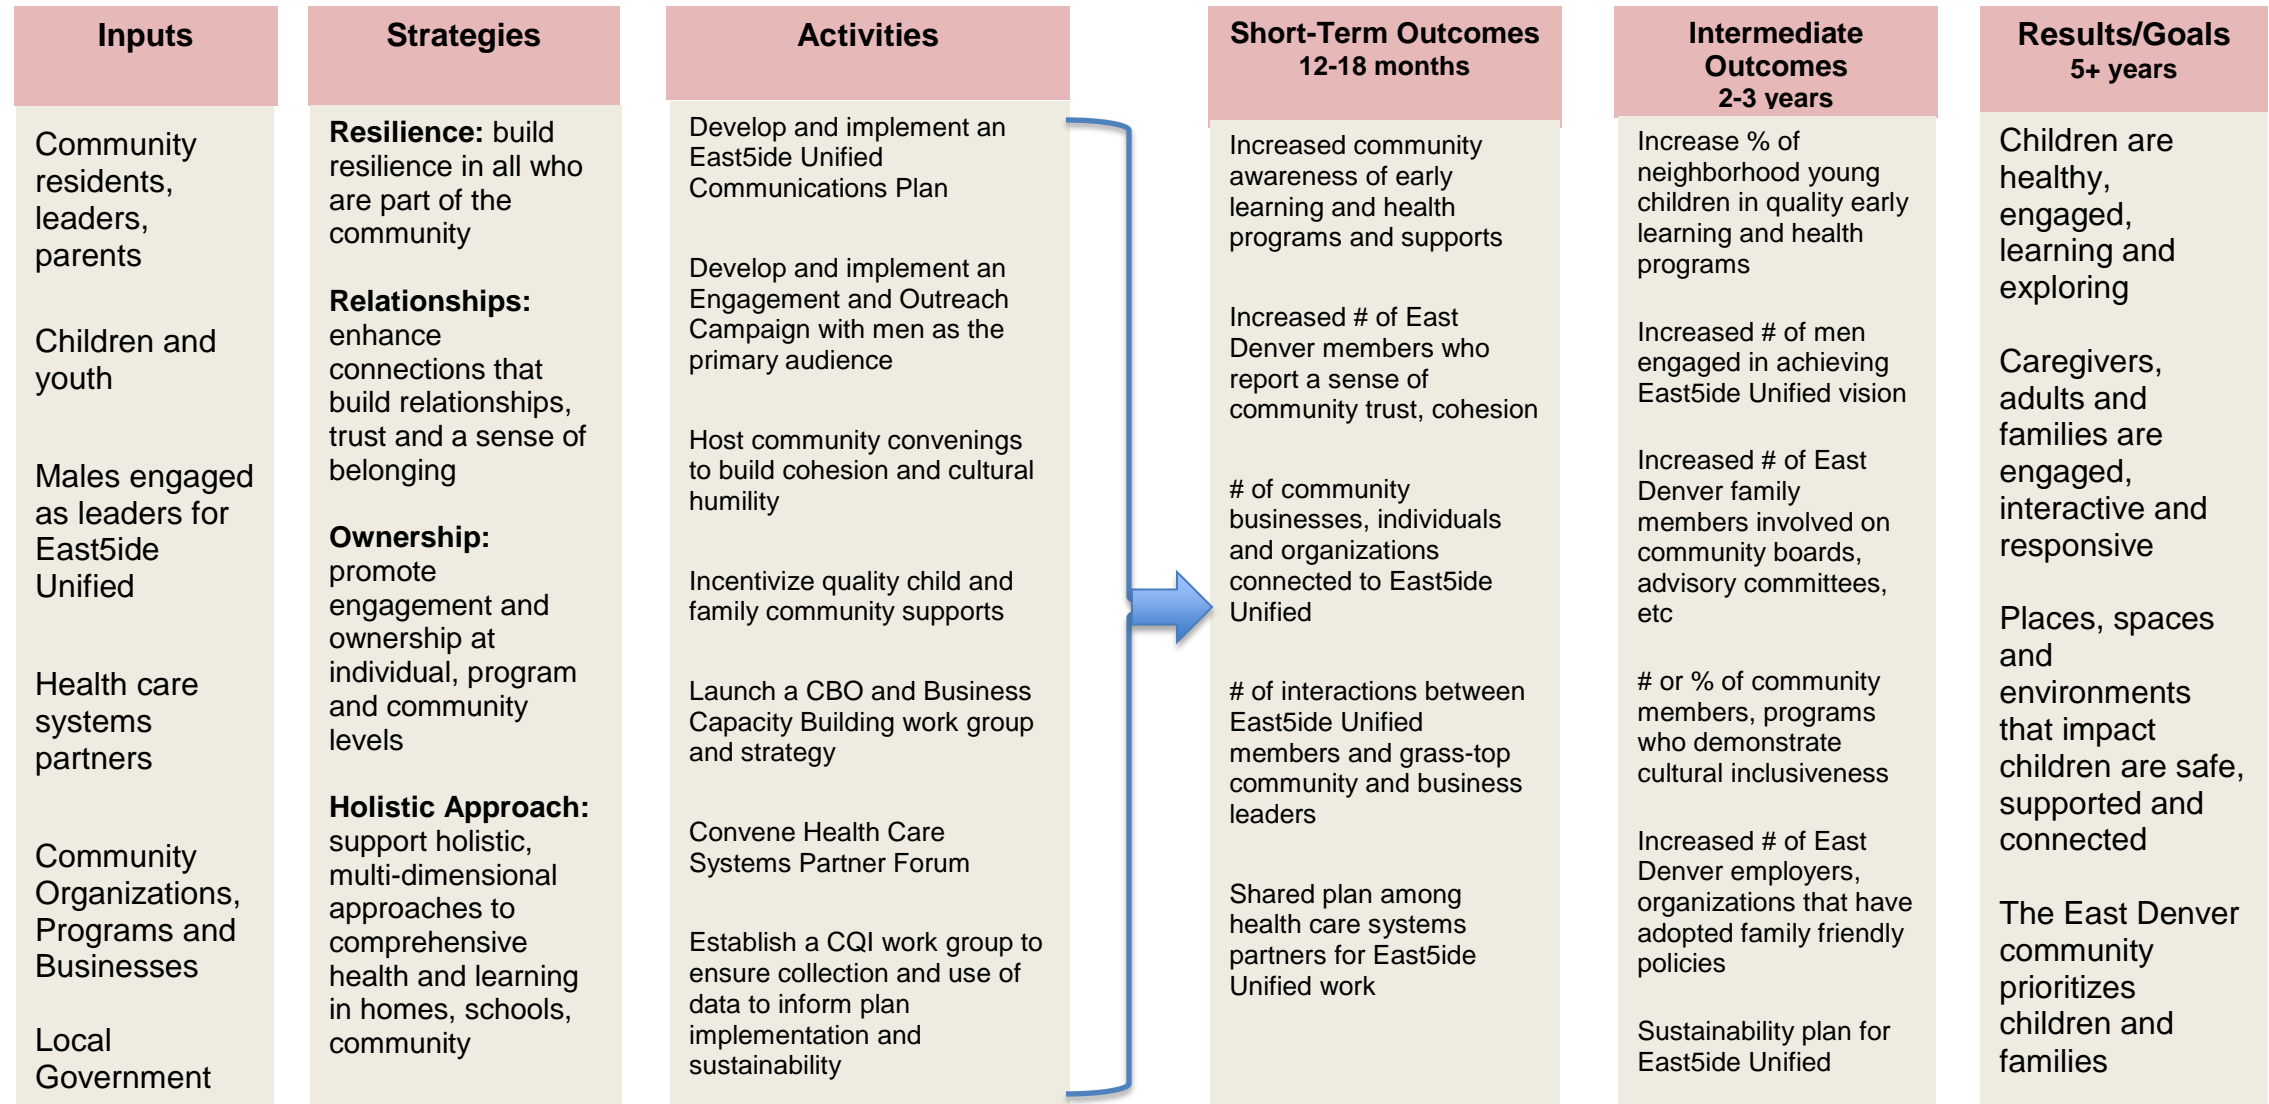 Inputs
Community
residents,
leaders,
parents
Children and
youth
Males engaged
as leaders for
East5ide
Unified
Health care
systems
partners
Community
Organizations,
Programs and
Businesses
Local
Government
Strategies
Resilience: build
resilience in all who
are part of the
community
Relationships:
enhance
connections that
build relationships,
trust and a sense of
belonging
Ownership:
promote
engagement and
ownership at
individual, program
and community
levels
Holistic Approach:
support holistic,
multi-dimensional
approaches to
comprehensive
health and learning
in homes, schools,
community
Activities
Develop and implement an
East5ide Unified
Communications Plan
Develop and implement an
Engagement and Outreach
Campaign with men as the
primary audience
Host community convenings
to build cohesion and cultural
humility
Incentivize quality child and
family community supports
Launch a CBO and Business
Capacity Building work group
and strategy
Convene Health Care
Systems Partner Forum
Establish a CQI work group to
ensure collection and use of
data to inform plan
implementation and
sustainability
Short-Term Outcomes
12-18 months
Increased community
awareness of early
learning and health
programs and supports
Increased # of East
Denver members who
report a sense of
community trust, cohesion
# of community
businesses, individuals
and organizations
connected to East5ide
Unified
# of interactions between
East5ide Unified
members and grass-top
community and business
leaders
Shared plan among
health care systems
partners for East5ide
Unified work
Intermediate
Outcomes
2-3 years
Increase % of
neighborhood young
children in quality early
learning and health
programs
Increased # of men
engaged in achieving
East5ide Unified vision
Increased # of East
Denver family
members involved on
community boards,
advisory committees,
etc
# or % of community
members, programs
who demonstrate
cultural inclusiveness
Increased # of East
Denver employers,
organizations that have
adopted family friendly
policies
Sustainability plan for
East5ide Unified
Results/Goals
5+ years
Children are
healthy,
engaged,
learning and
exploring
Caregivers,
adults and
families are
engaged,
interactive and
responsive
Places, spaces
and
environments
that impact
children are safe,
supported and
connected
The East Denver
community
prioritizes
children and
families